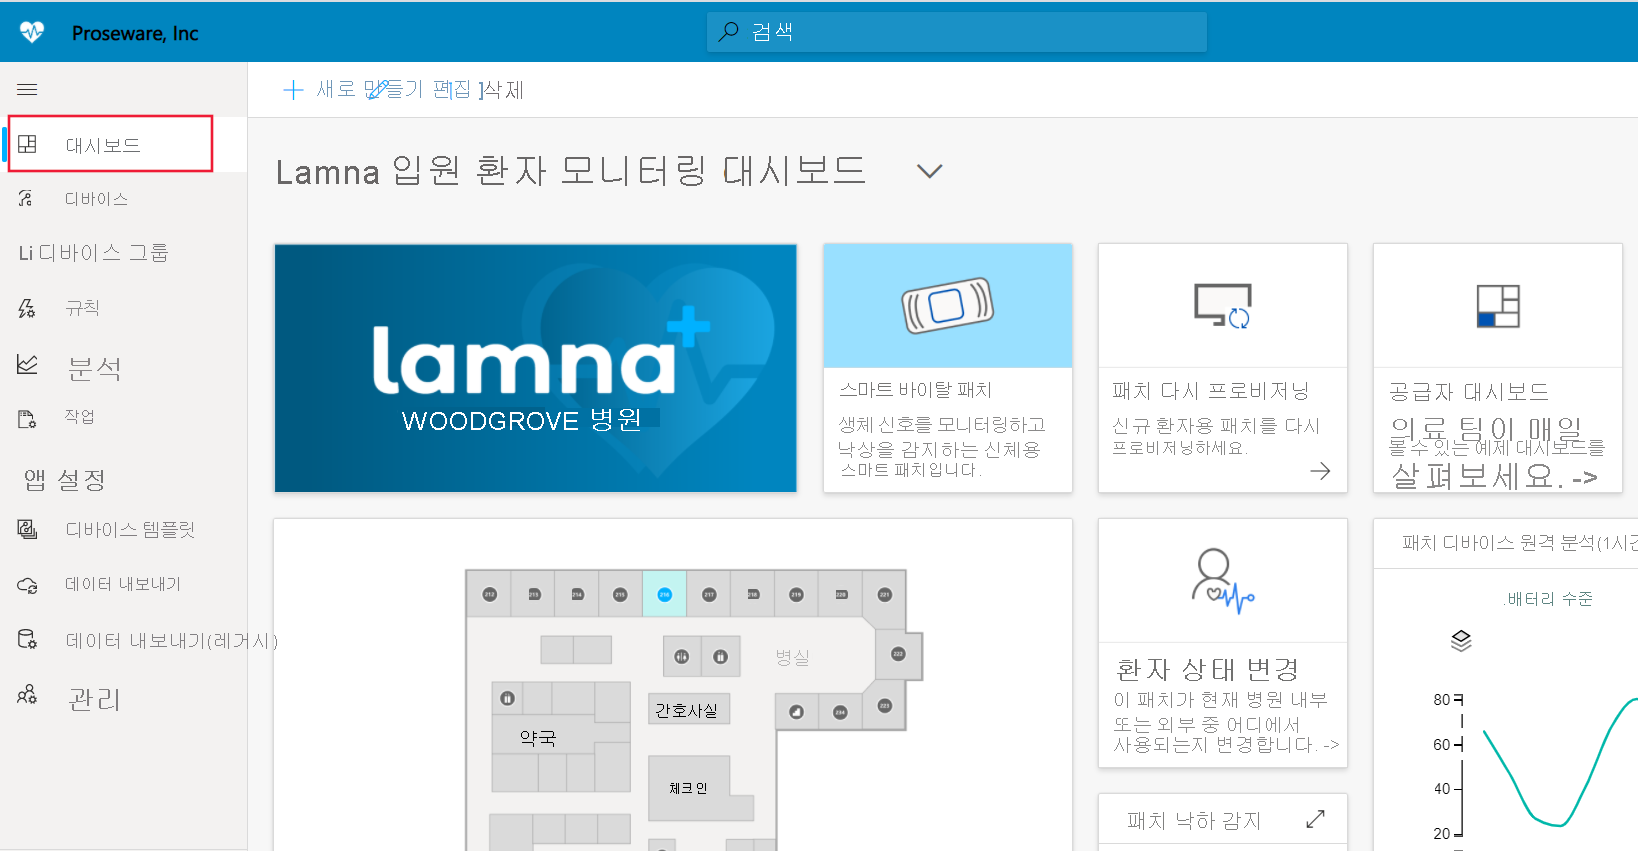 Proseware, Inc
검색
새로 만들기
편집
삭제
대시보드
디바이스
Li 디바이스 그룹
규칙
분석
작업
앱 설정
디바이스 템플릿
데이터 내보내기
데이터 내보내기(레거시)
관리
Lamna 입원 환자 모니터링 대시보드
lamna
WOODGROVE 병원
스마트 바이탈 패치
생체 신호를 모니터링하고
낙상을 감지하는 신체용
스마트 패치입니다.
패치 다시 프로비저닝
신규 환자용 패치를 다시
프로비저닝하세요.
공급자 대시보드
의료 팀이 매일
볼 수 있는 예제 대시보드를
살펴보세요. ->
212
213
214
215
216
217
218
219
220
221
222
223
224
병실
간호사실
약국
체크 인
환자 상태 변경
이 패치가 현재 병원 내부
또는 외부 중 어디에서
사용되는지 변경합니다. ->
패치 낙하 감지
패치 디바이스 원격 분석(1시간
.배터리 수준
80
60
40
20